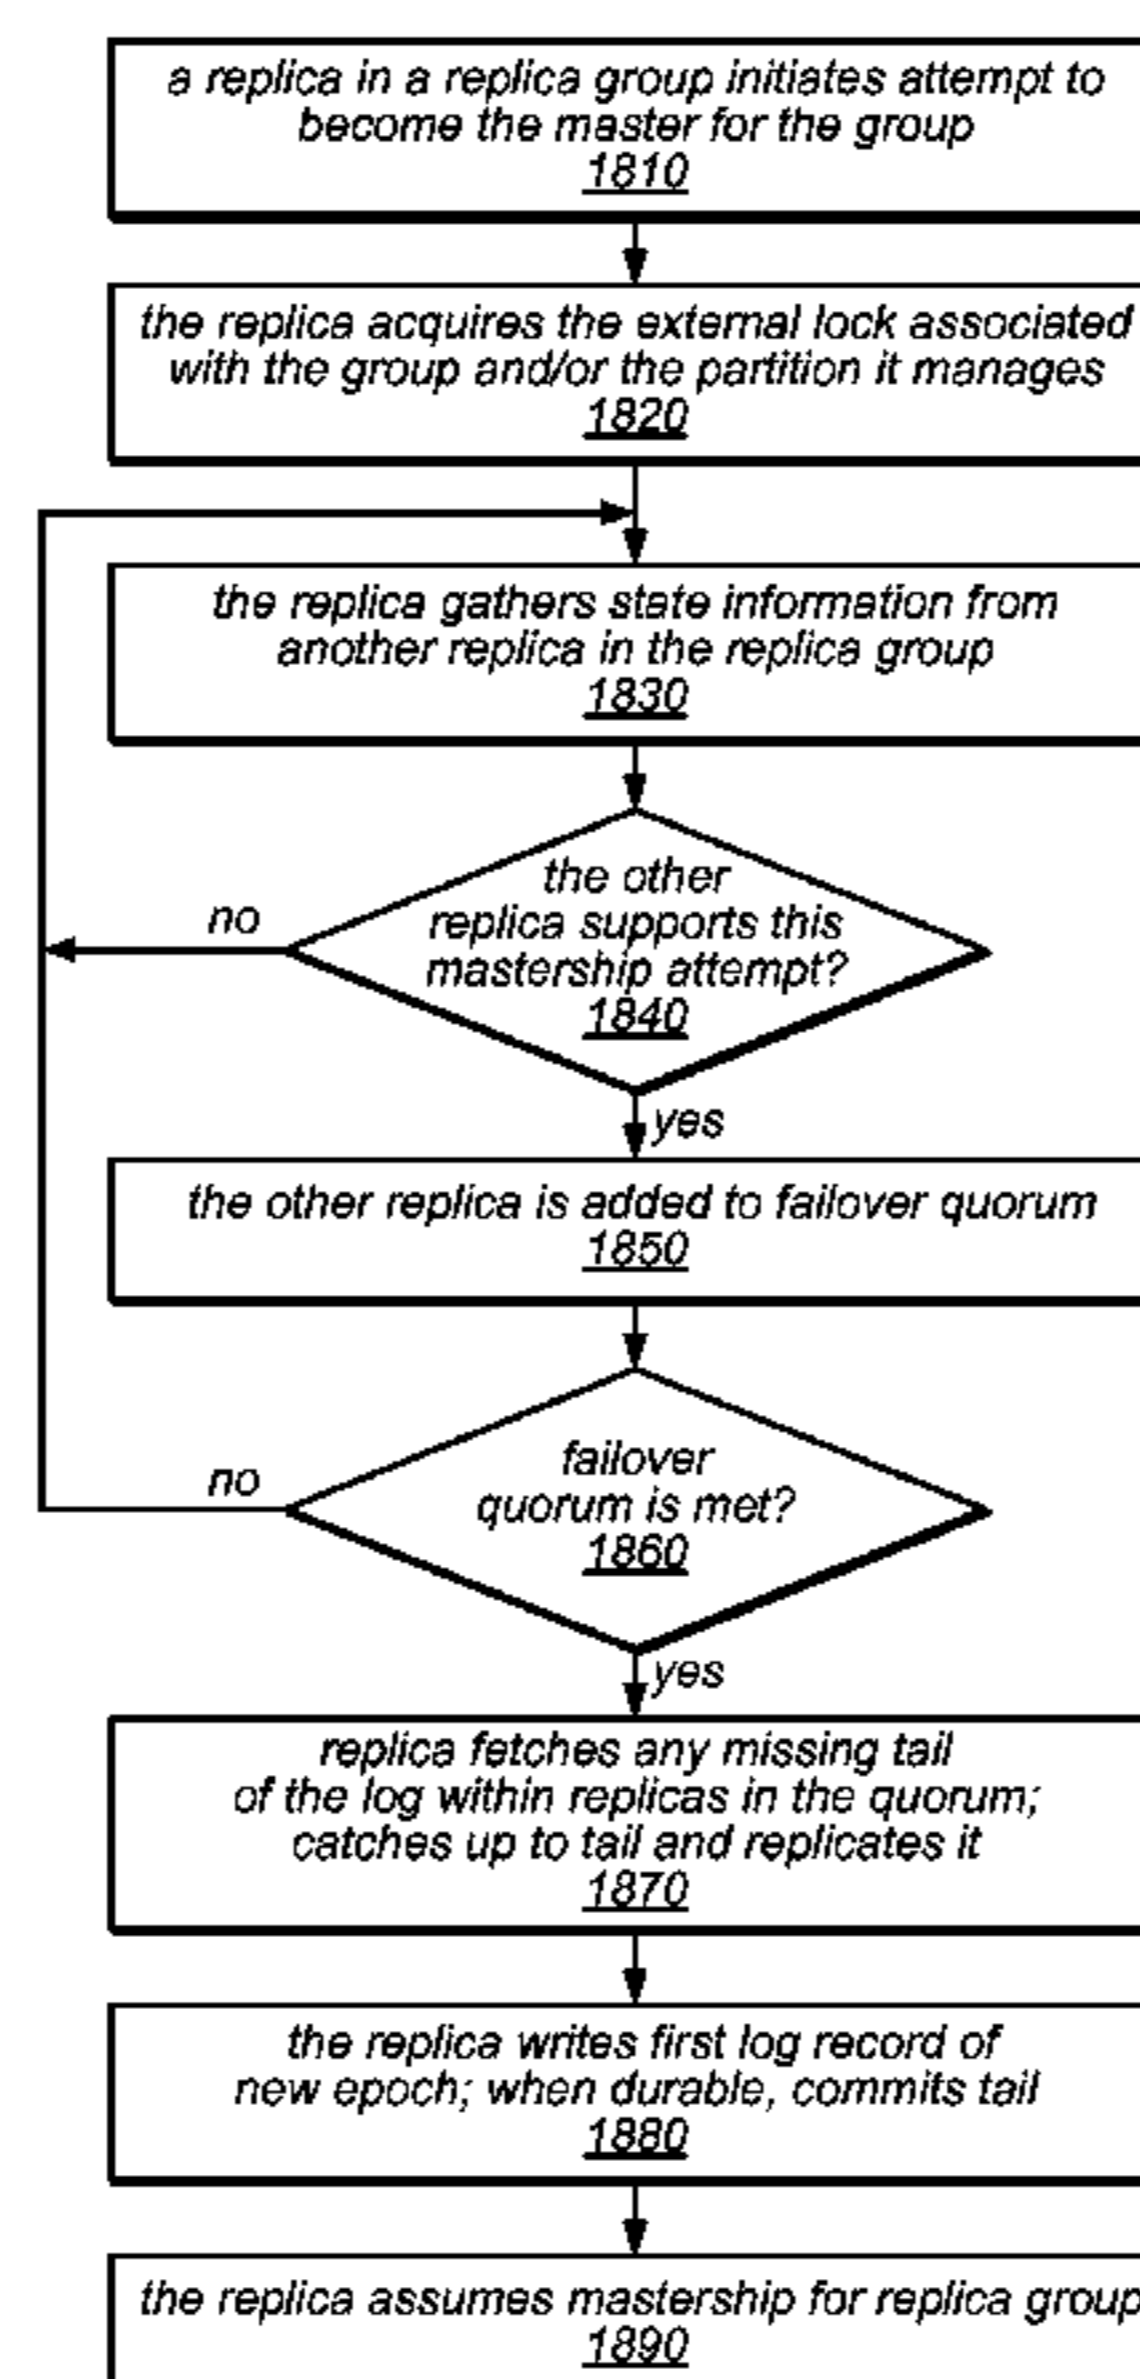 a replica in a replica group initiates attempt to
become the master for the group
1810
the replica acquires the external lock associated
with the group and/or the partition it manages
1820
the replica gathers state information from
another replica in the replica group
1830
the other
replica supports this
mastership attempt?
1840
no
yes
the other replica is added to failover quorum
1850
failover
quorum is met?
1860
no
yes
replica fetches any missing tail
of the log within replicas in the quorum;
catches up to tail and replicates it
1870
the replica writes first log record of
new epoch; when durable, commits tail
1880
the replica assumes mastership for replica group
1890